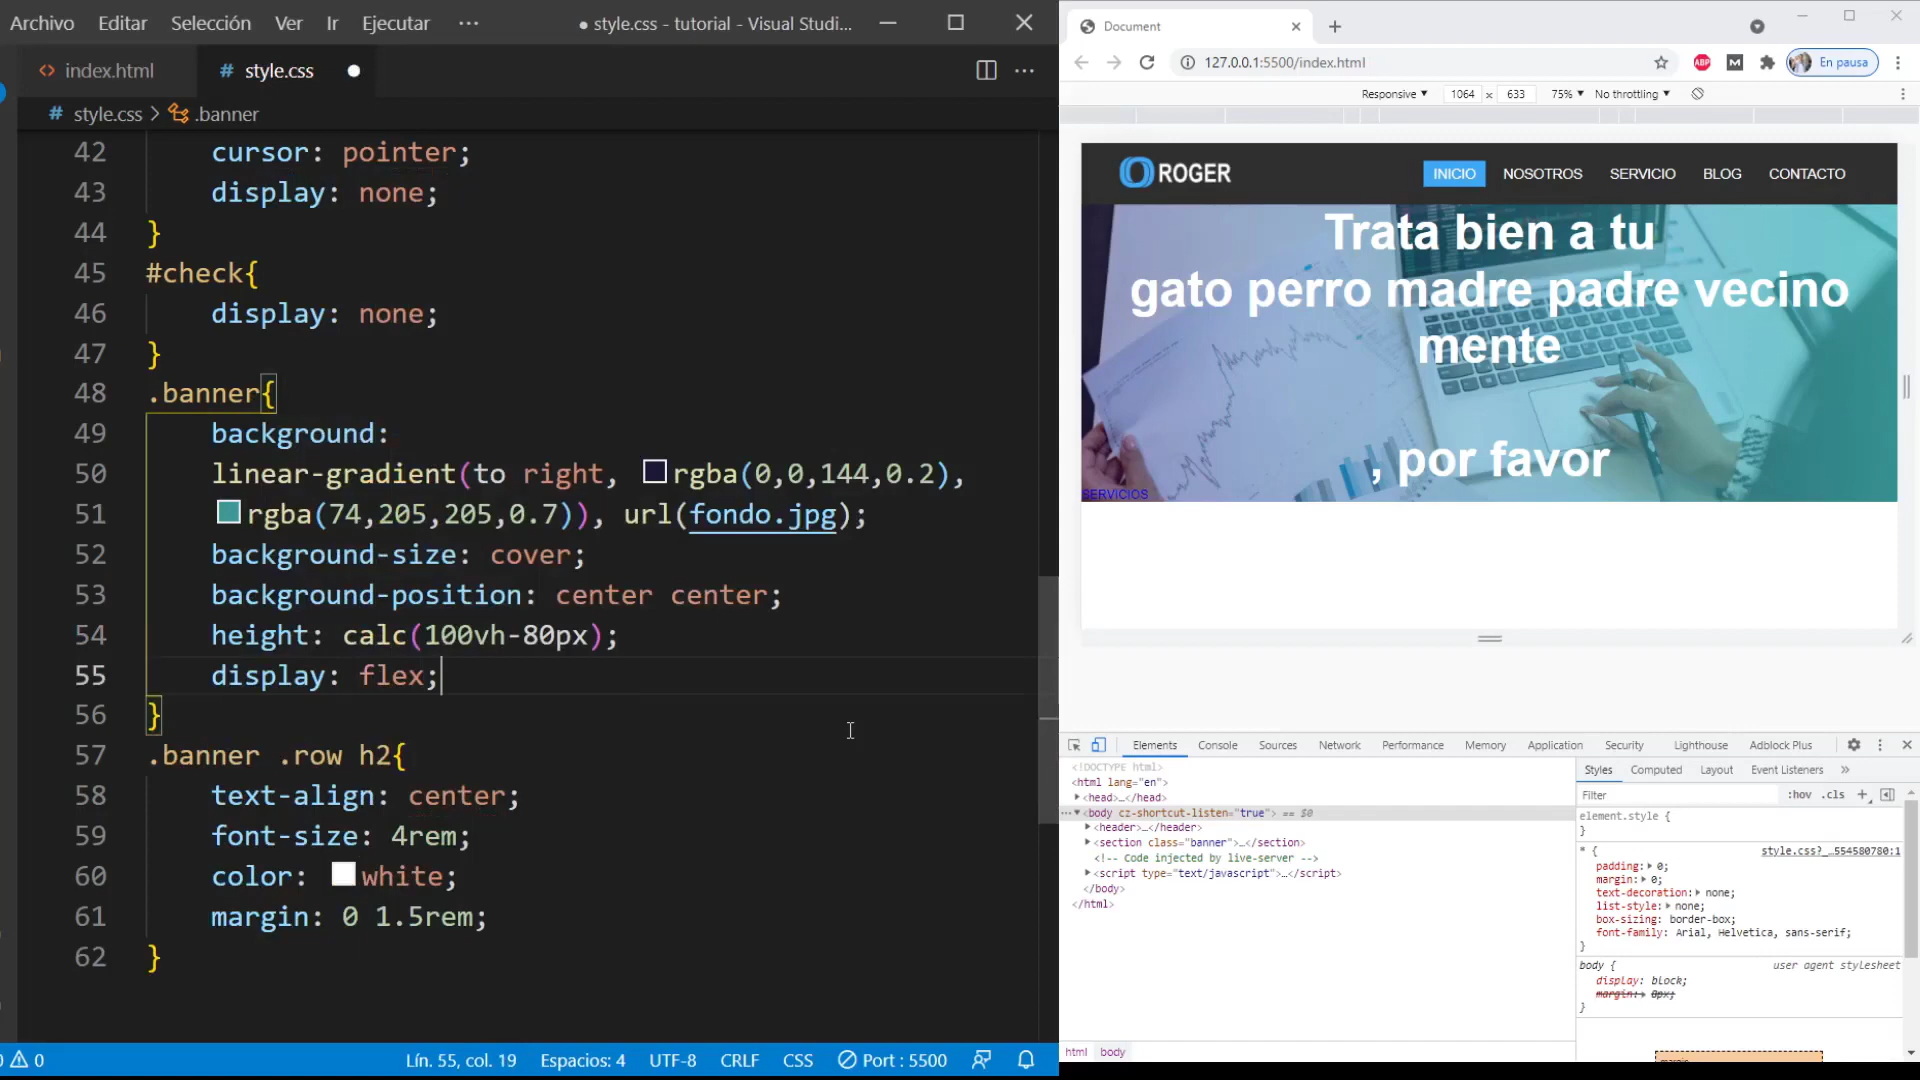 Archivo Editar Selección Ver Ir Ejecutar ··· ● style.css - tutorial - Visual Studi...
<> index.html # style.css ●
# style.css > .banner
42 cursor: pointer;
43 display: none;
44 }
45 #check{
46 display: none;
47 }
48 .banner{
49 background:
50 linear-gradient(to right, rgba(0,0,144,0.2),
51 rgba(74,205,205,0.7)), url(fondo.jpg);
52 background-size: cover;
53 background-position: center center;
54 height: calc(100vh-80px);
55 display: flex;
56 }
57 .banner .row h2{
58 text-align: center;
59 font-size: 4rem;
60 color: white;
61 margin: 0 1.5rem;
62 }
0 0 Lín. 55, col. 19 Espacios: 4 UTF-8 CRLF CSS Port : 5500
Document
127.0.0.1:5500/index.html ABP M En pausa
Responsive ▼ 1064 × 633 75% ▼ No throttling ▼
ROGER INICIO NOSOTROS SERVICIO BLOG CONTACTO
Trata bien a tu
gato perro madre padre vecino
mente
, por favor
SERVICIOS
Elements Console Sources Network Performance Memory Application Security Lighthouse Adblock Plus
<!DOCTYPE html>
<html lang="en">
<head>…</head>
<body cz-shortcut-listen="true"> == $0
<header>…</header>
<section class="banner">…</section>
<!-- Code injected by live-server -->
<script type="text/javascript">…</script>
</body>
</html>
html body
Styles Computed Layout Event Listeners »
Filter :hov .cls +
element.style {
}
* { style.css?_…554580780:1
padding: 0;
margin: 0;
text-decoration: none;
list-style: none;
box-sizing: border-box;
font-family: Arial, Helvetica, sans-serif;
}
body { user agent stylesheet
display: block;
margin: 8px;
}
margin